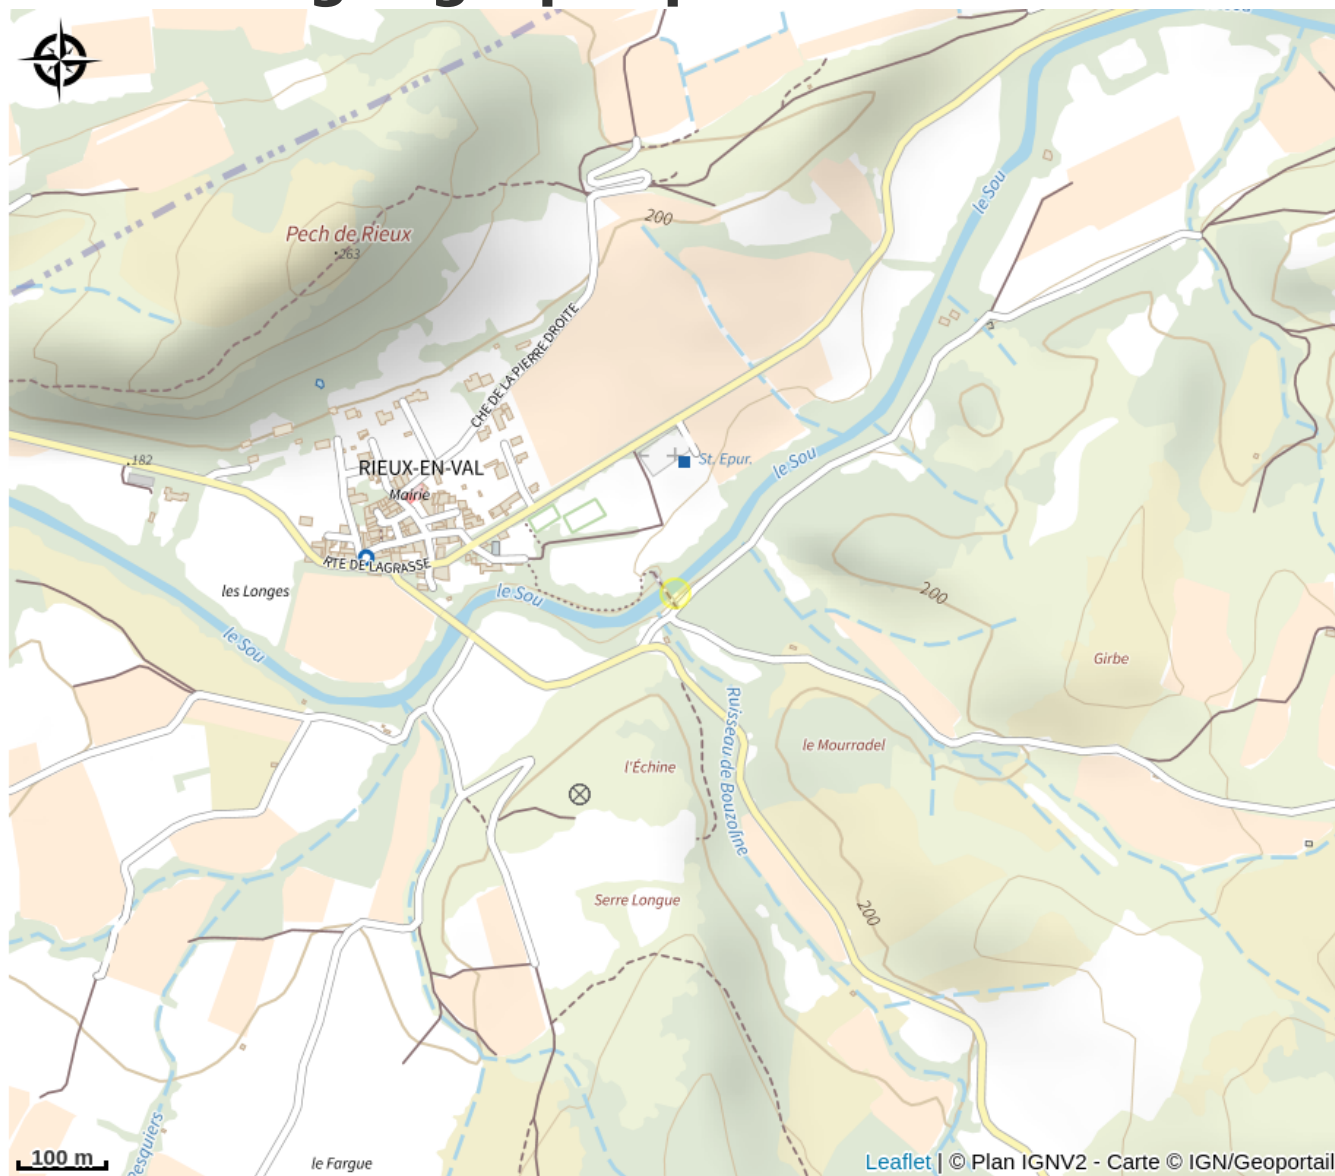 200
le Sou
Pech de Rieux
263
CHE DE LA PIERRE DROITE
3
182
RIEUX-EN-VAL
Mairie
St. Epur.
le Sou
RTE DE LAGRASSE
les Longes
le Sou
le Sou
200
Girbe
Ruisseau de Bouzoline
le Mourradel
l'Échine
Serre Longue
200
100 m
le Fargue
Leaflet | © Plan IGNV2 - Carte © IGN/Geoportail